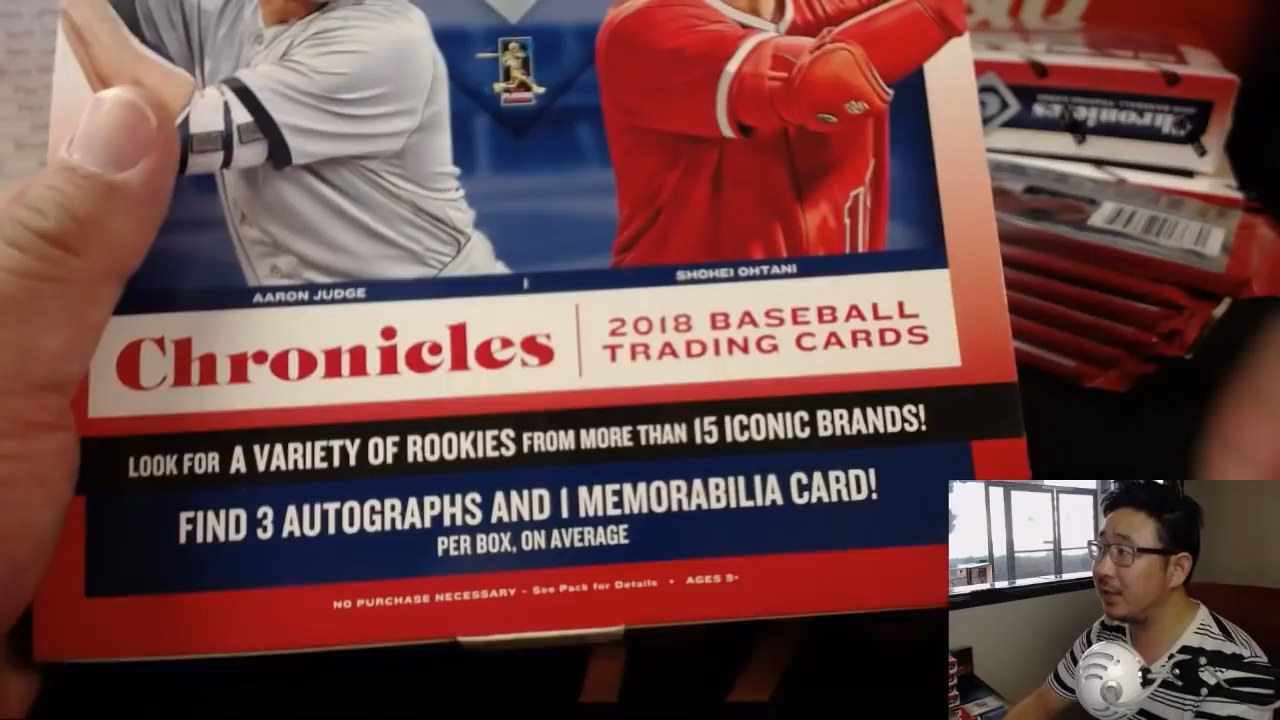 AARON JUDGE
SHOHEI OHTANI
Chronicles
2018 BASEBALL
TRADING CARDS
LOOK FOR A VARIETY OF ROOKIES FROM MORE THAN 15 ICONIC BRANDS!
FIND 3 AUTOGRAPHS AND 1 MEMORABILIA CARD!
PER BOX, ON AVERAGE
NO PURCHASE NECESSARY - See Pack for Details • AGES 9+
Chronicles